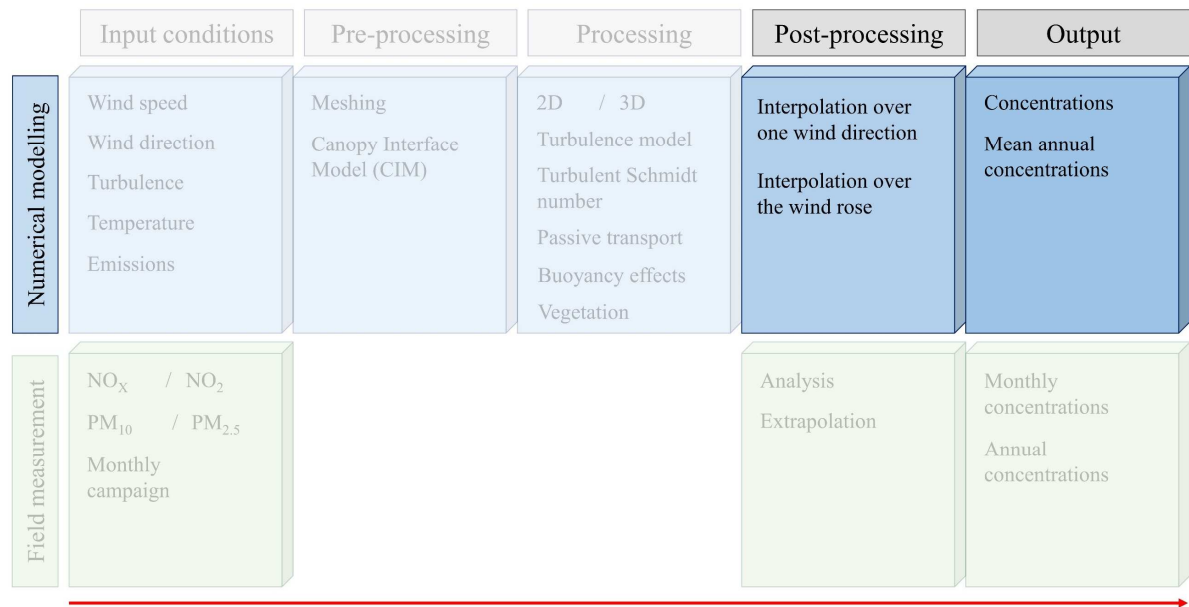 Input conditions
Pre-processing
Processing
Post-processing
Output
Numerical modelling
Wind speed
Wind direction
Turbulence
Temperature
Emissions
Meshing
Canopy Interface
Model (CIM)
2D / 3D
Turbulence model
Turbulent Schmidt
number
Passive transport
Buoyancy effects
Vegetation
Interpolation over
one wind direction
Interpolation over
the wind rose
Concentrations
Mean annual
concentrations
Field measurement
NOX / NO2
PM10 / PM2.5
Monthly
campaign
Analysis
Extrapolation
Monthly
concentrations
Annual
concentrations